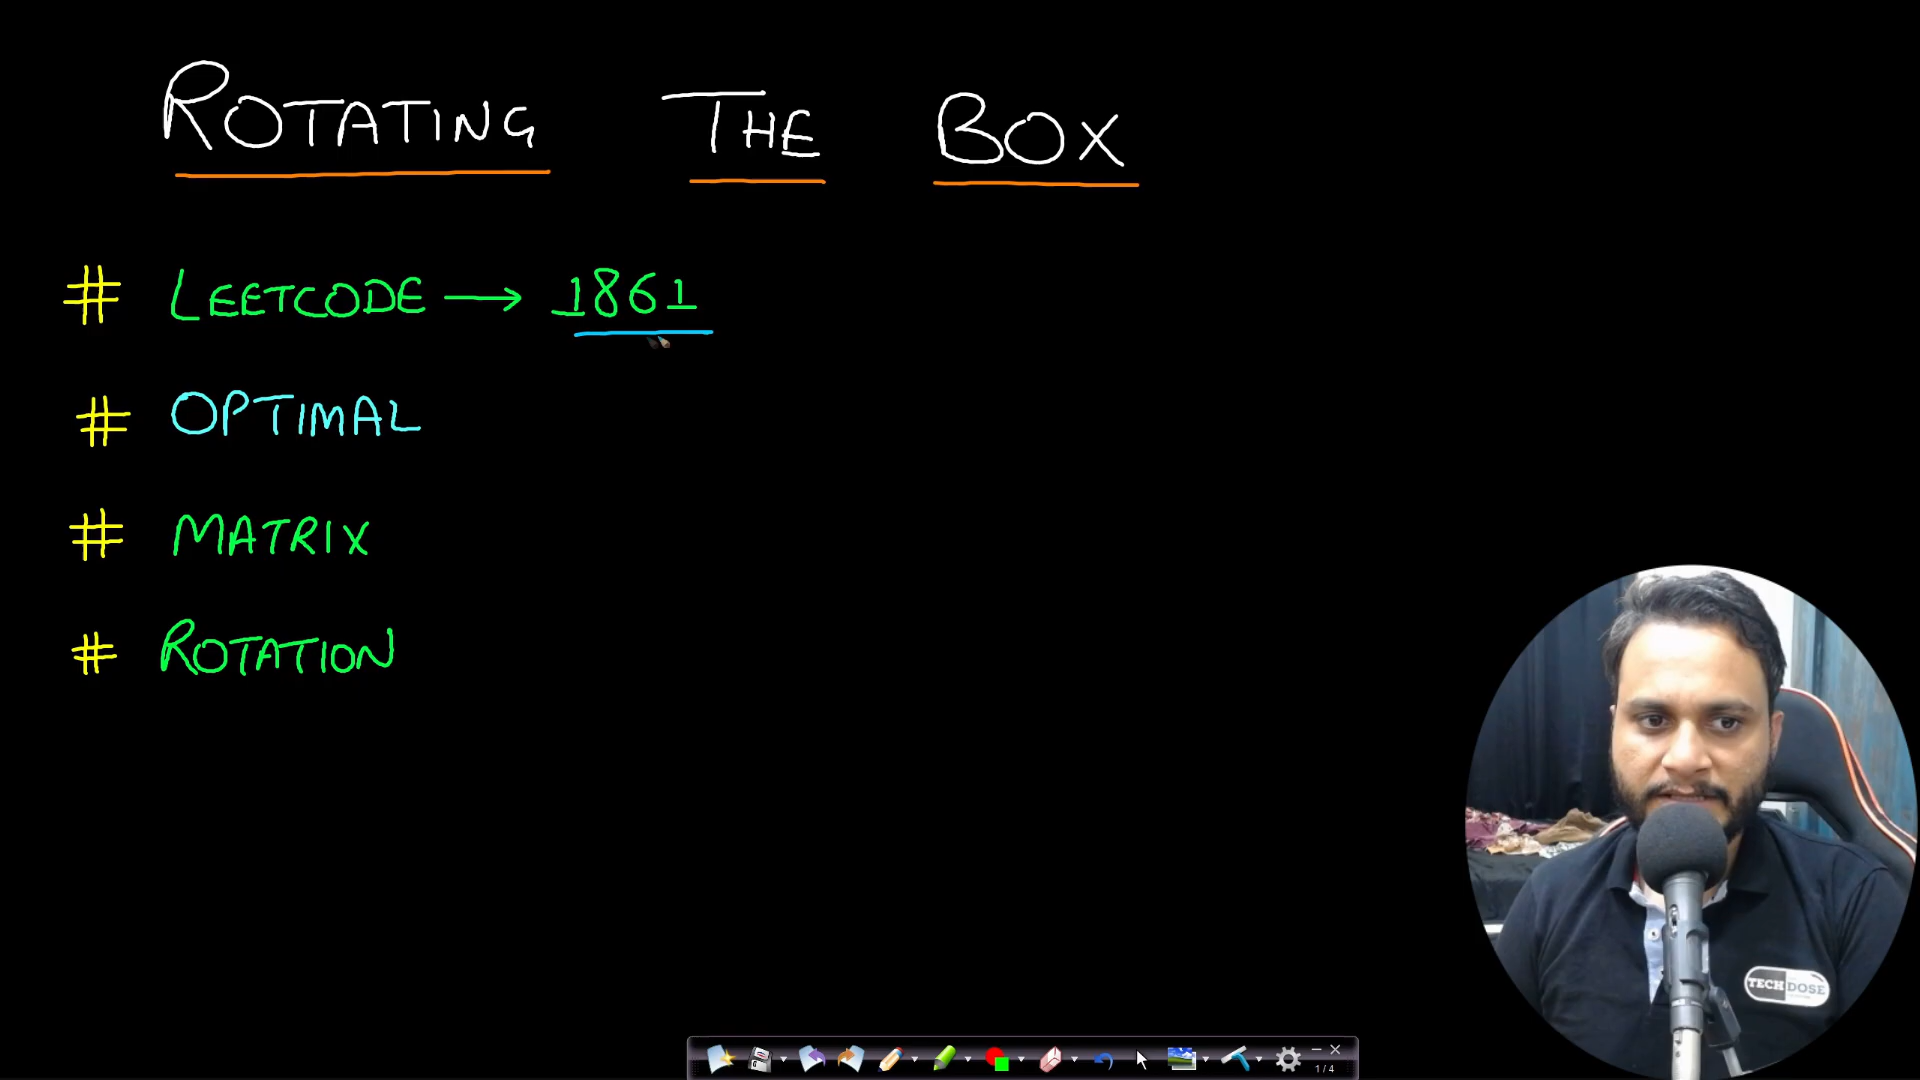 ROTATING THE BOX
# LEETCODE → 1861
# OPTIMAL
# MATRIX
# ROTATION
TECH DOSE
1/4